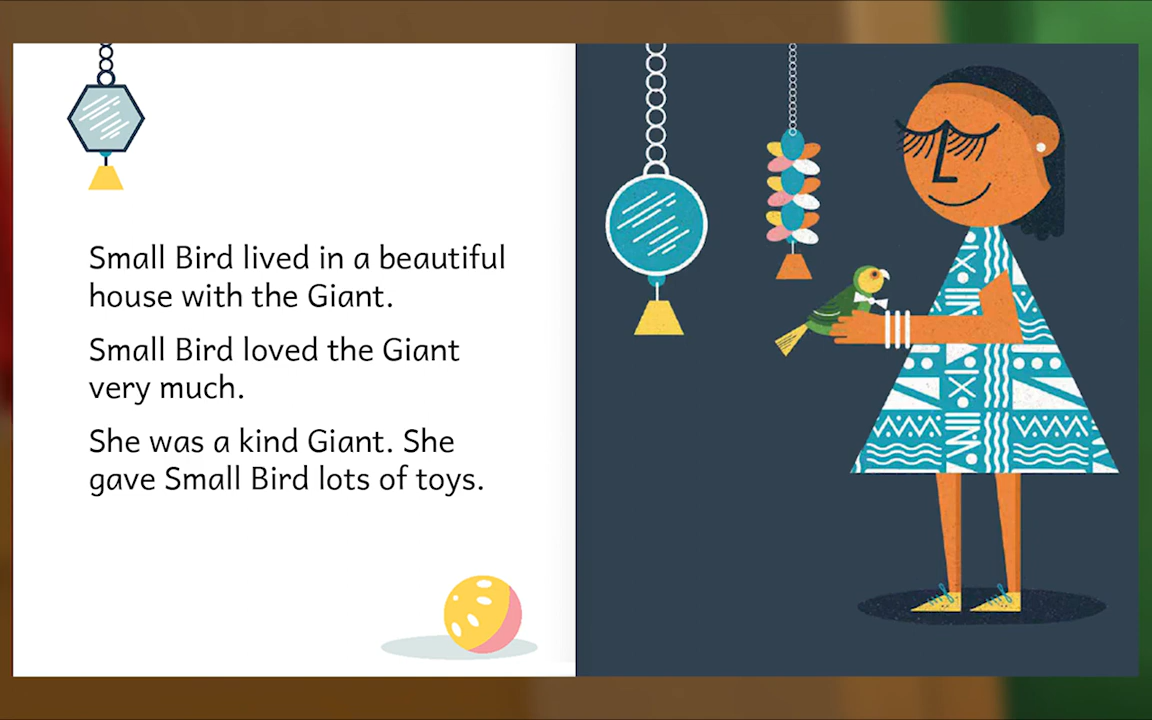 Small Bird lived in a beautiful
house with the Giant.
Small Bird loved the Giant
very much.
She was a kind Giant. She
gave Small Bird lots of toys.